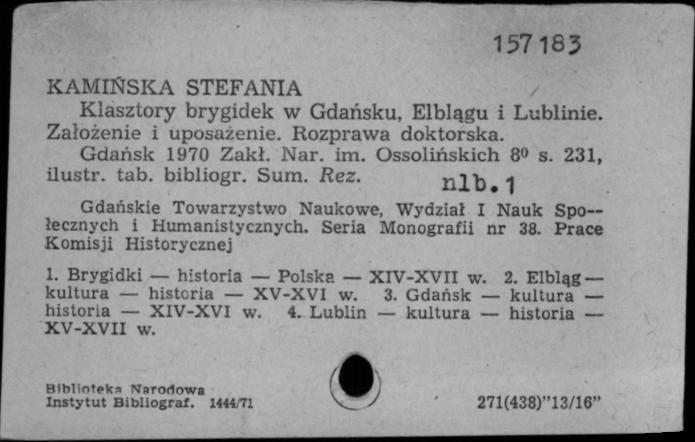 157183
KAMIŃSKA STEFANIA
Klasztory brygidek w Gdańsku, Elblągu i Lublinie.
Założenie i uposażenie. Rozprawa doktorska.
Gdańsk 1970 Zakł. Nar. im. Ossolińskich 8⁰ s. 231,
ilustr. tab. bibliogr. Sum. Rez. nlb. 1
Gdańskie Towarzystwo Naukowe, Wydział I Nauk Spo-
łecznych i Humanistycznych. Seria Monografii nr 38. Prace
Komisji Historycznej
1. Brygidki — historia — Polska — XIV-XVII w. 2. Elbląg —
kultura — historia — XV-XVI w. 3. Gdańsk — kultura —
historia — XIV-XVI w. 4. Lublin — kultura — historia —
XV-XVII w.
Biblioteka Narodowa
Instytut Bibliograf. 1444/71
271(438)"13/16"